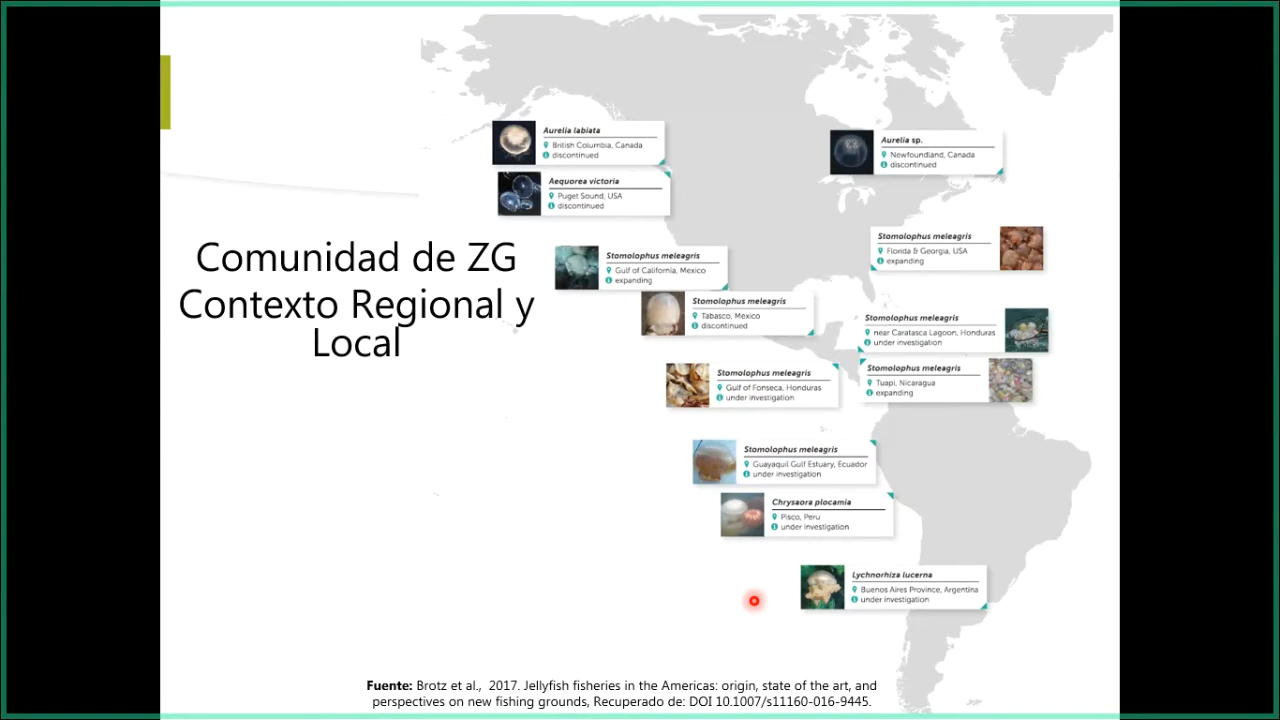 Comunidad de ZG
Contexto Regional y
Local
Aurelia labiata
British Columbia, Canada
discontinued
Aequorea victoria
Puget Sound, USA
discontinued
Aurelia sp.
Newfoundland, Canada
discontinued
Stomolophus meleagris
Florida & Georgia, USA
expanding
Stomolophus meleagris
Gulf of California, Mexico
expanding
Stomolophus meleagris
Tabasco, Mexico
discontinued
Stomolophus meleagris
near Caratasca Lagoon, Honduras
under investigation
Stomolophus meleagris
Tuapi, Nicaragua
expanding
Stomolophus meleagris
Gulf of Fonseca, Honduras
under investigation
Stomolophus meleagris
Guayaquil Gulf Estuary, Ecuador
under investigation
Chrysaora plocamia
Pisco, Peru
under investigation
Lychnorhiza lucerna
Buenos Aires Province, Argentina
under investigation
Fuente: Brotz et al., 2017. Jellyfish fisheries in the Americas: origin, state of the art, and
perspectives on new fishing grounds, Recuperado de: DOI 10.1007/s11160-016-9445.